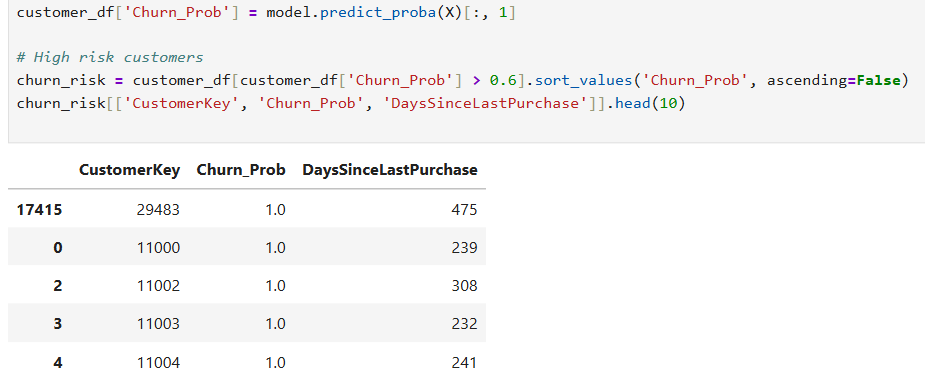 customer_df['Churn_Prob'] = model.predict_proba(X)[:, 1]
# High risk customers
churn_risk = customer_df[customer_df['Churn_Prob'] > 0.6].sort_values('Churn_Prob', ascending=False)
churn_risk[['CustomerKey', 'Churn_Prob', 'DaysSinceLastPurchase']].head(10)
CustomerKey Churn_Prob DaysSinceLastPurchase
17415 29483 1.0 475
0 11000 1.0 239
2 11002 1.0 308
3 11003 1.0 232
4 11004 1.0 241